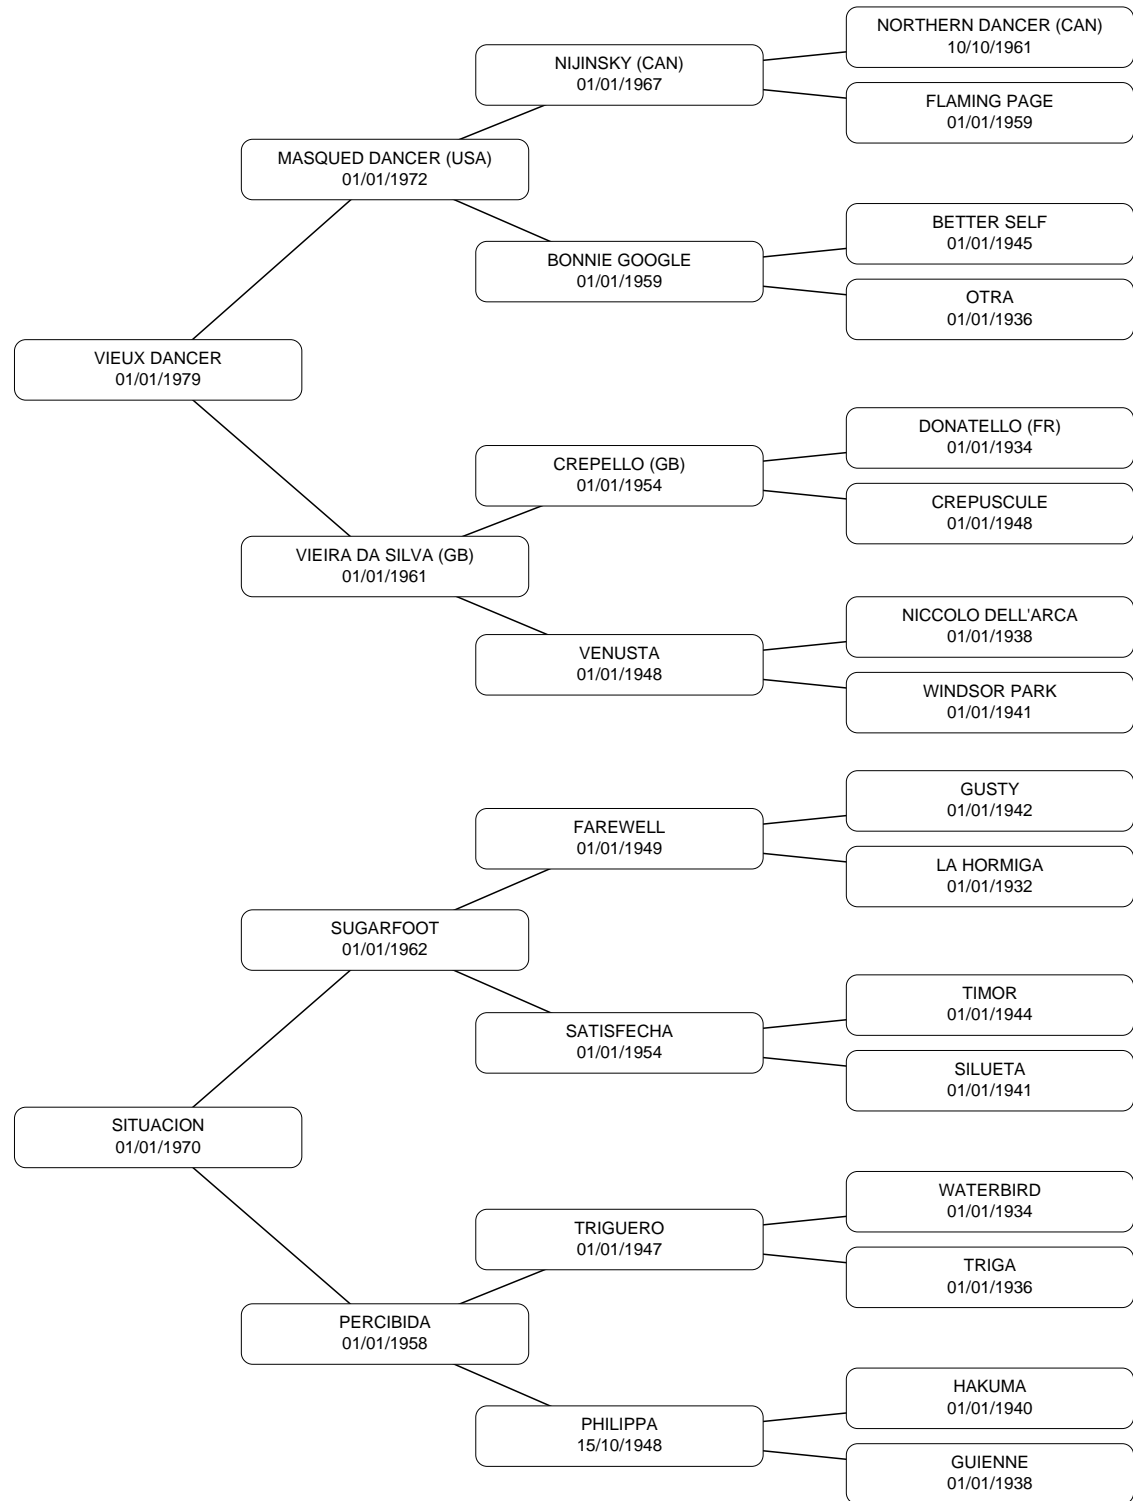 NORTHERN DANCER (CAN)
10/10/1961
NIJINSKY (CAN)
01/01/1967
FLAMING PAGE
01/01/1959
MASQUED DANCER (USA)
01/01/1972
BETTER SELF
01/01/1945
BONNIE GOOGLE
01/01/1959
OTRA
01/01/1936
VIEUX DANCER
01/01/1979
DONATELLO (FR)
01/01/1934
CREPELLO (GB)
01/01/1954
CREPUSCULE
01/01/1948
VIEIRA DA SILVA (GB)
01/01/1961
NICCOLO DELL'ARCA
01/01/1938
VENUSTA
01/01/1948
WINDSOR PARK
01/01/1941
GUSTY
01/01/1942
FAREWELL
01/01/1949
LA HORMIGA
01/01/1932
SUGARFOOT
01/01/1962
TIMOR
01/01/1944
SATISFECHA
01/01/1954
SILUETA
01/01/1941
SITUACION
01/01/1970
WATERBIRD
01/01/1934
TRIGUERO
01/01/1947
TRIGA
01/01/1936
PERCIBIDA
01/01/1958
HAKUMA
01/01/1940
PHILIPPA
15/10/1948
GUIENNE
01/01/1938